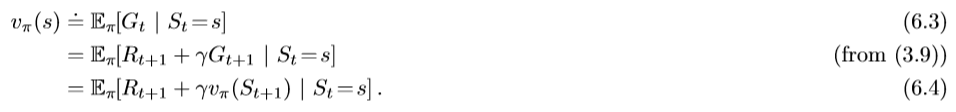 v_π(s) ≐ 𝔼_π[G_t | S_t = s] (6.3)
= 𝔼_π[R_{t+1} + γG_{t+1} | S_t = s] (from (3.9))
= 𝔼_π[R_{t+1} + γv_π(S_{t+1}) | S_t = s] . (6.4)